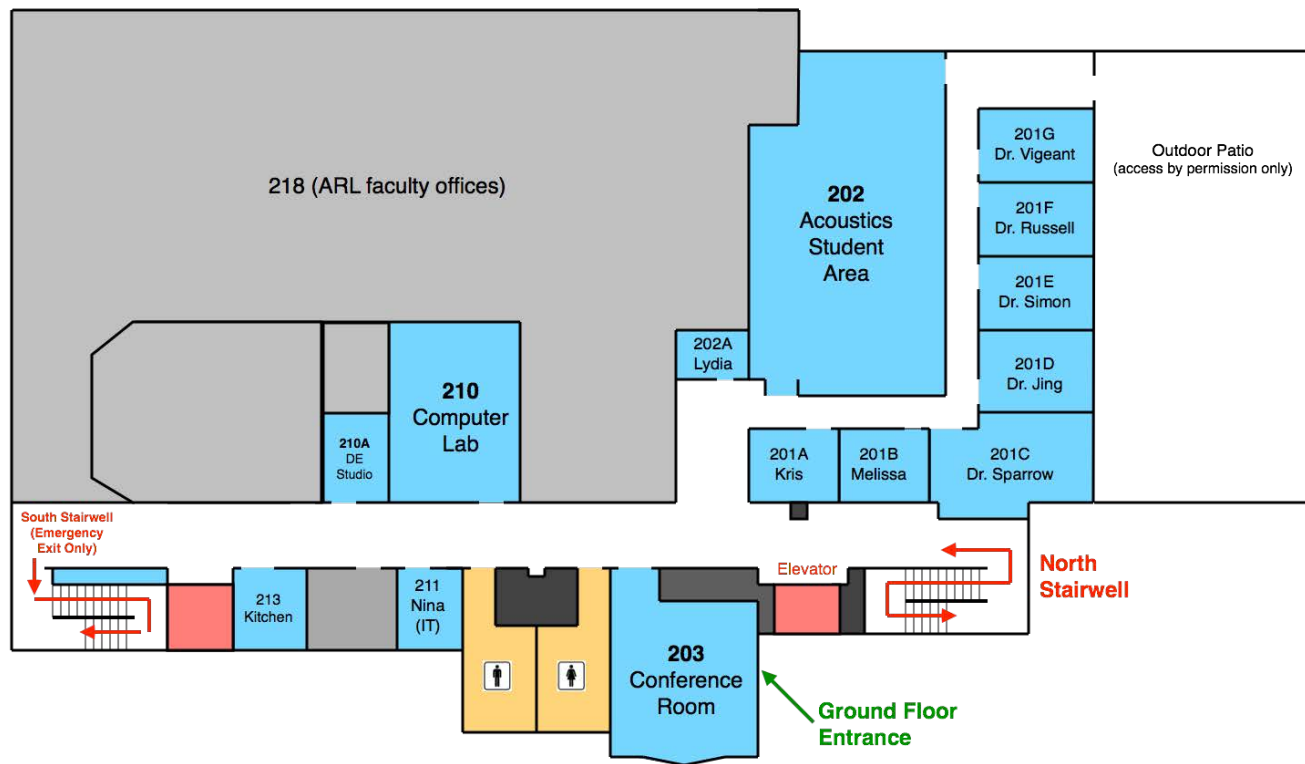 218 (ARL faculty offices)
202
Acoustics
Student
Area
201G
Dr. Vigeant
Outdoor Patio
(access by permission only)
201F
Dr. Russell
201E
Dr. Simon
202A
Lydia
201D
Dr. Jing
210
Computer
Lab
210A
DE
Studio
201A
Kris
201B
Melissa
201C
Dr. Sparrow
South Stairwell
(Emergency
Exit Only)
213
Kitchen
211
Nina
(IT)
Elevator
North
Stairwell
203
Conference
Room
Ground Floor
Entrance